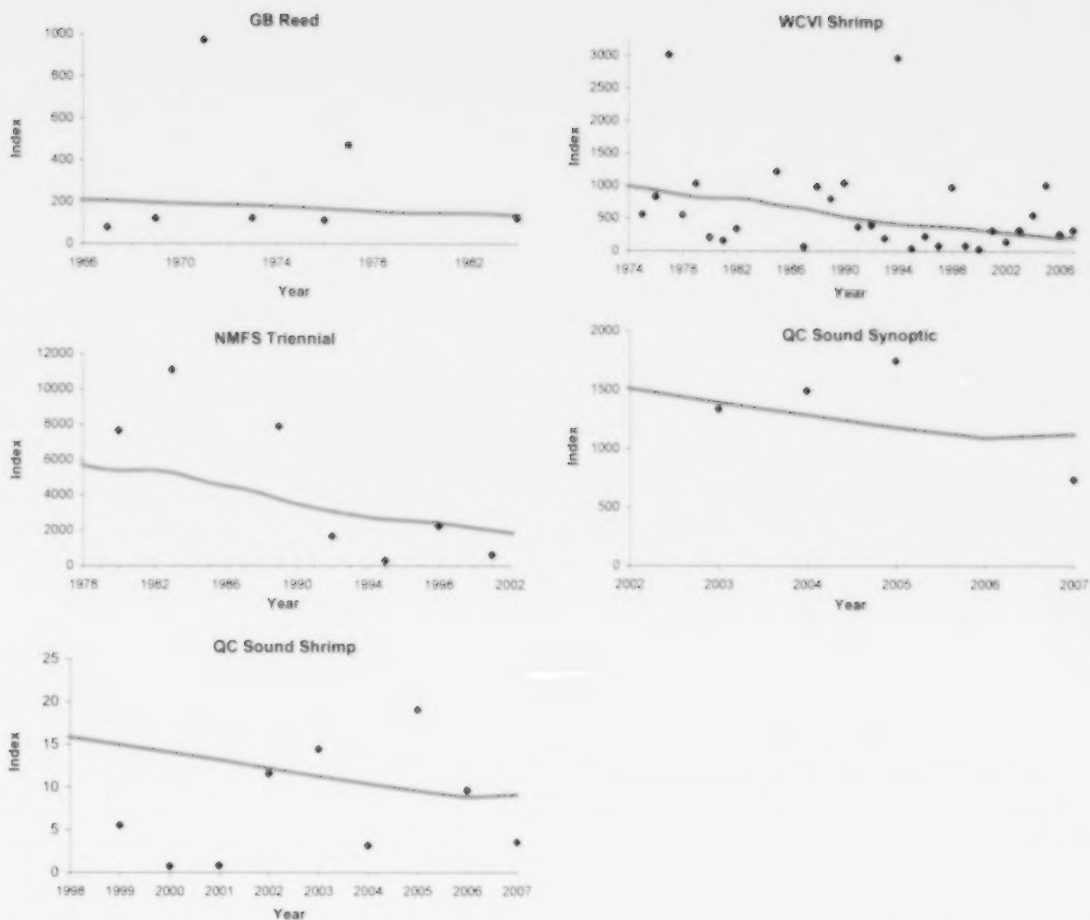 GB Reed
Index
1000
800
600
400
200
0
1966 1970 1974 1978 1982
Year
WCVI Shrimp
Index
3000
2500
2000
1500
1000
500
0
1974 1978 1982 1986 1990 1994 1998 2002 2006
Year
NMFS Triennial
Index
12000
10000
8000
6000
4000
2000
0
1978 1982 1986 1990 1994 1998 2002
Year
QC Sound Synoptic
Index
2000
1500
1000
500
0
2002 2003 2004 2005 2006 2007
Year
QC Sound Shrimp
Index
25
20
15
10
5
0
1998 1999 2000 2001 2002 2003 2004 2005 2006 2007
Year